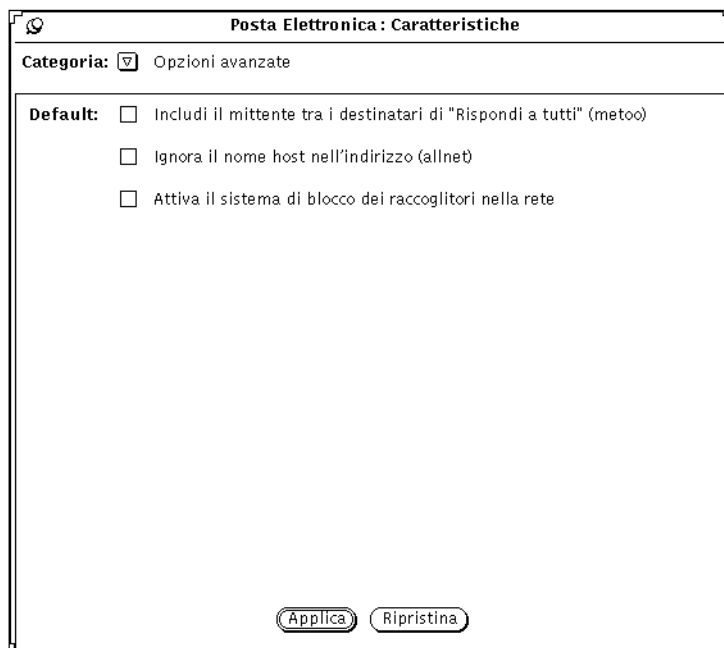 Posta Elettronica : Caratteristiche
Categoria: Opzioni avanzate
Default: Includi il mittente tra i destinatari di "Rispondi a tutti" (metoo)
Ignora il nome host nell'indirizzo (allnet)
Attiva il sistema di blocco dei raccoglitori nella rete
Applica Ripristina